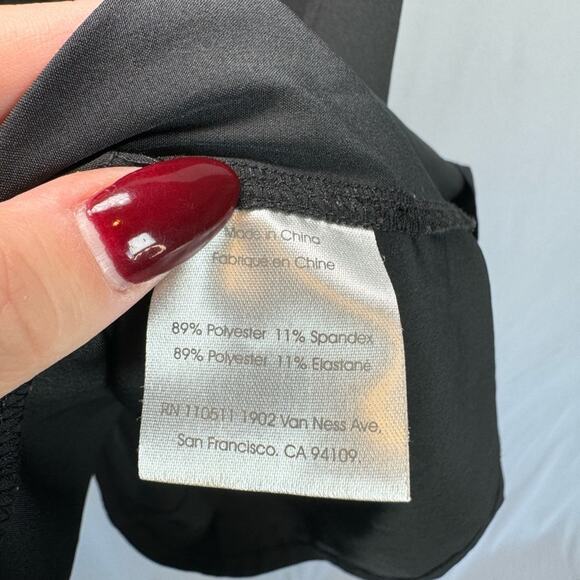 Made in China
Fabriqué en Chine
89% Polyester 11% Spandex
89% Polyester 11% Elastane
RN 110511 1902 Van Ness Ave,
San Francisco. CA 94109.